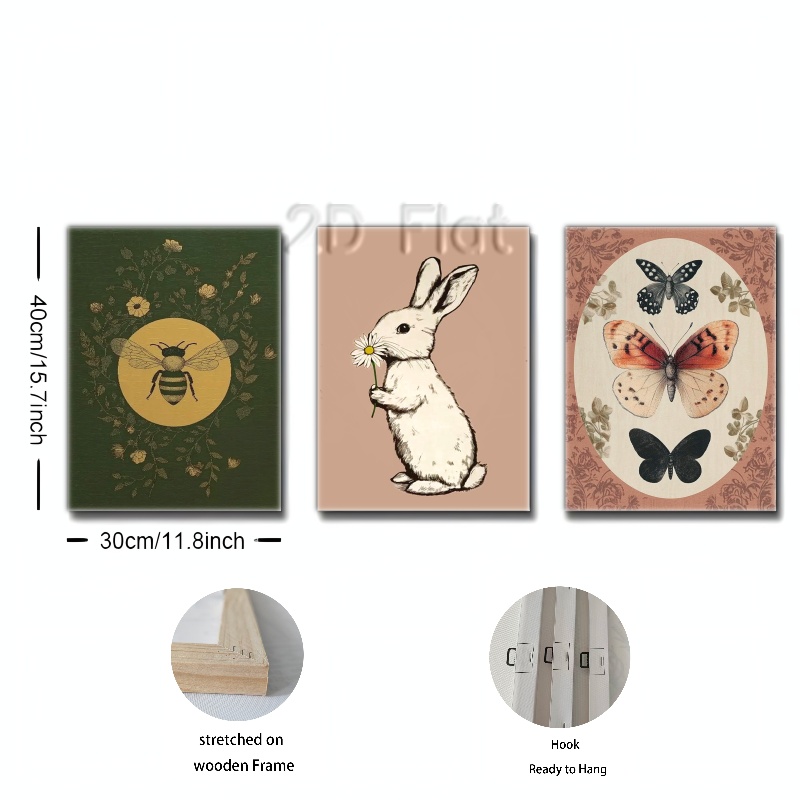 2D Flat
40cm/15.7inch
30cm/11.8inch
stretched on
wooden Frame
Hook
Ready to Hang